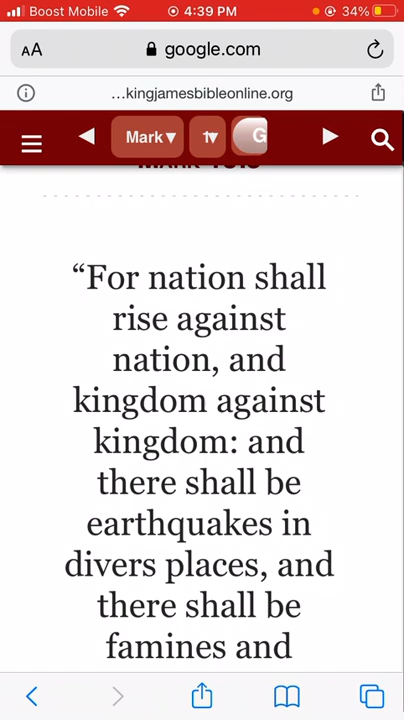 Boost Mobile 4:39 PM 34%
AA google.com
...kingjamesbibleonline.org
Mark▾ 1▾ G
“For nation shall
rise against
nation, and
kingdom against
kingdom: and
there shall be
earthquakes in
divers places, and
there shall be
famines and